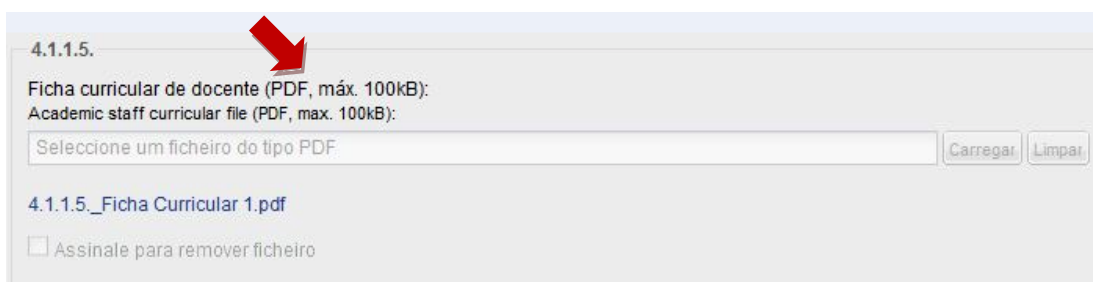 4.1.1.5.
Ficha curricular de docente (PDF, máx. 100kB):
Academic staff curricular file (PDF, max. 100kB):
Seleccione um ficheiro do tipo PDF
Carregar
Limpar
4.1.1.5._Ficha Curricular 1.pdf
Assinale para remover ficheiro